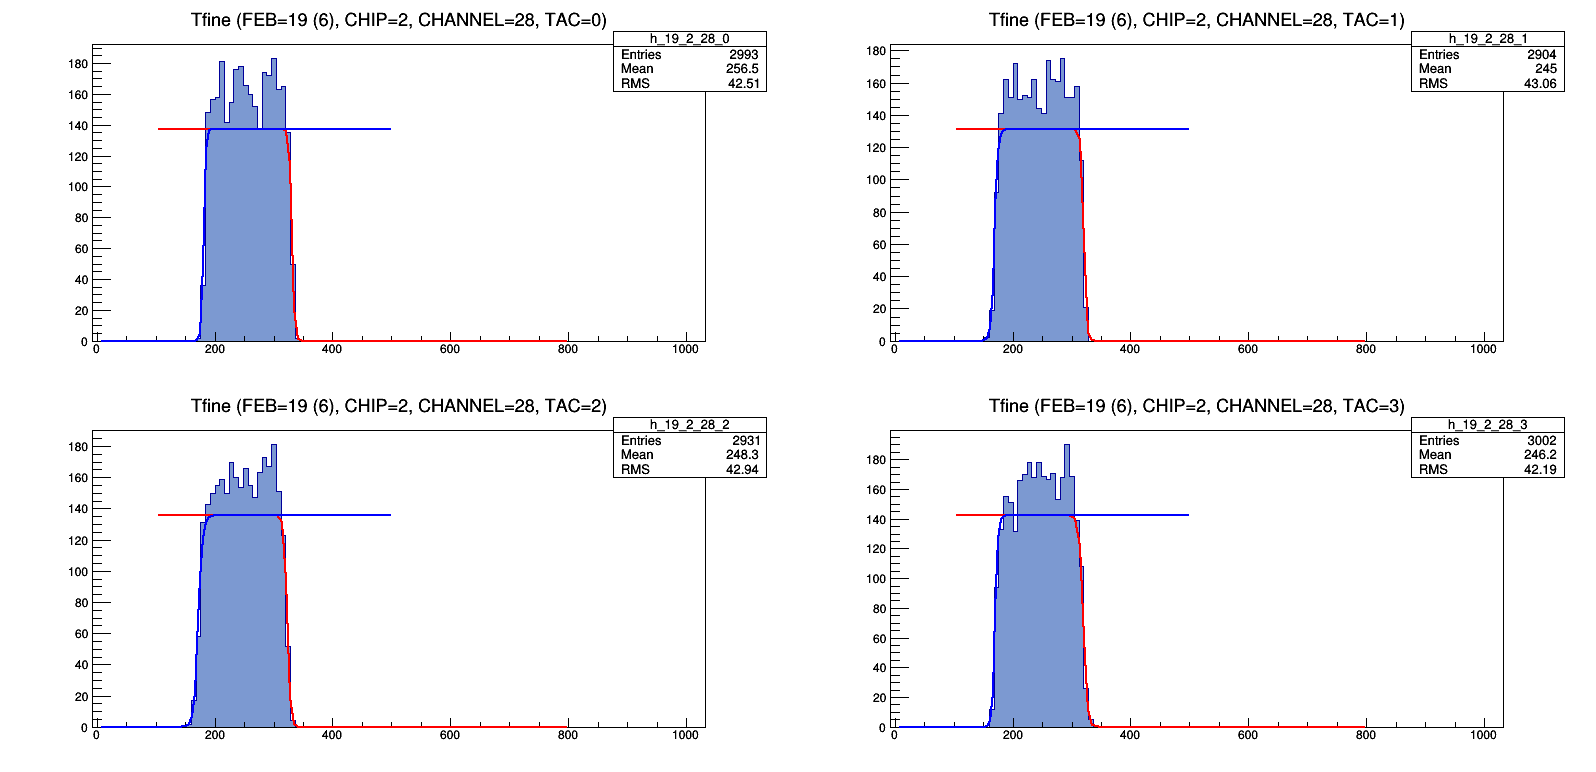 Tfine (FEB=19 (6), CHIP=2, CHANNEL=28, TAC=0)
h_19_2_28_0
Entries 2993
Mean 256.5
RMS 42.51
180
160
140
120
100
80
60
40
20
0
0 200 400 600 800 1000
Tfine (FEB=19 (6), CHIP=2, CHANNEL=28, TAC=1)
h_19_2_28_1
Entries 2904
Mean 245
RMS 43.06
180
160
140
120
100
80
60
40
20
0
0 200 400 600 800 1000
Tfine (FEB=19 (6), CHIP=2, CHANNEL=28, TAC=2)
h_19_2_28_2
Entries 2931
Mean 248.3
RMS 42.94
180
160
140
120
100
80
60
40
20
0
0 200 400 600 800 1000
Tfine (FEB=19 (6), CHIP=2, CHANNEL=28, TAC=3)
h_19_2_28_3
Entries 3002
Mean 246.2
RMS 42.19
180
160
140
120
100
80
60
40
20
0
0 200 400 600 800 1000